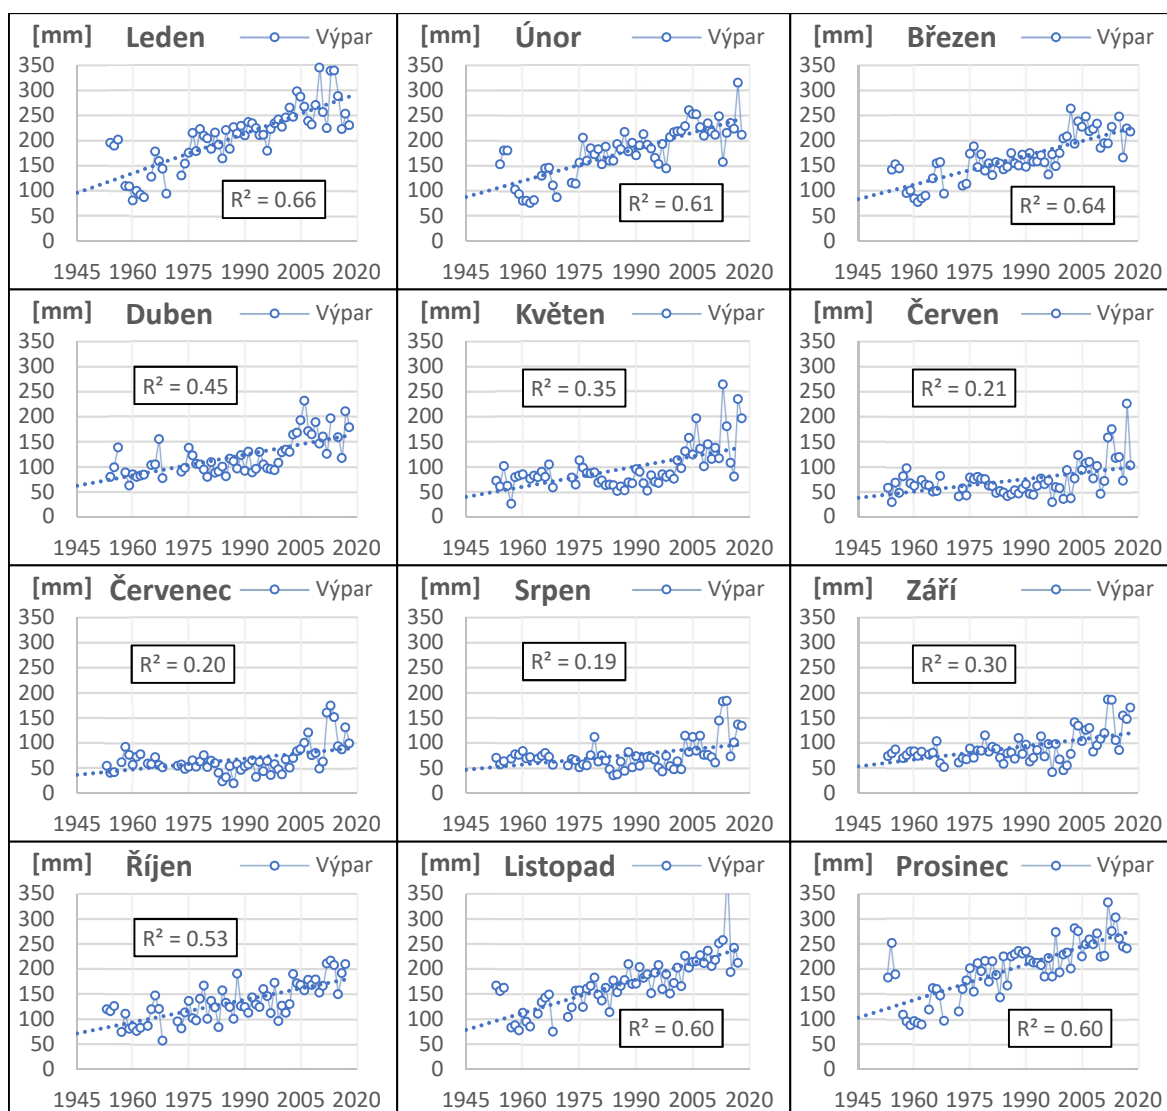 [mm] Leden Výpar
350
300
250
200
150
100
50
0
R² = 0.66
1945 1960 1975 1990 2005 2020
[mm] Únor Výpar
350
300
250
200
150
100
50
0
R² = 0.61
1945 1960 1975 1990 2005 2020
[mm] Březen Výpar
350
300
250
200
150
100
50
0
R² = 0.64
1945 1960 1975 1990 2005 2020
[mm] Duben Výpar
350
300
250
200
150
100
50
0
R² = 0.45
1945 1960 1975 1990 2005 2020
[mm] Květen Výpar
350
300
250
200
150
100
50
0
R² = 0.35
1945 1960 1975 1990 2005 2020
[mm] Červen Výpar
350
300
250
200
150
100
50
0
R² = 0.21
1945 1960 1975 1990 2005 2020
[mm] Červenec Výpar
350
300
250
200
150
100
50
0
R² = 0.20
1945 1960 1975 1990 2005 2020
[mm] Srpen Výpar
350
300
250
200
150
100
50
0
R² = 0.19
1945 1960 1975 1990 2005 2020
[mm] Září Výpar
350
300
250
200
150
100
50
0
R² = 0.30
1945 1960 1975 1990 2005 2020
[mm] Říjen Výpar
350
300
250
200
150
100
50
0
R² = 0.53
1945 1960 1975 1990 2005 2020
[mm] Listopad Výpar
350
300
250
200
150
100
50
0
R² = 0.60
1945 1960 1975 1990 2005 2020
[mm] Prosinec Výpar
350
300
250
200
150
100
50
0
R² = 0.60
1945 1960 1975 1990 2005 2020